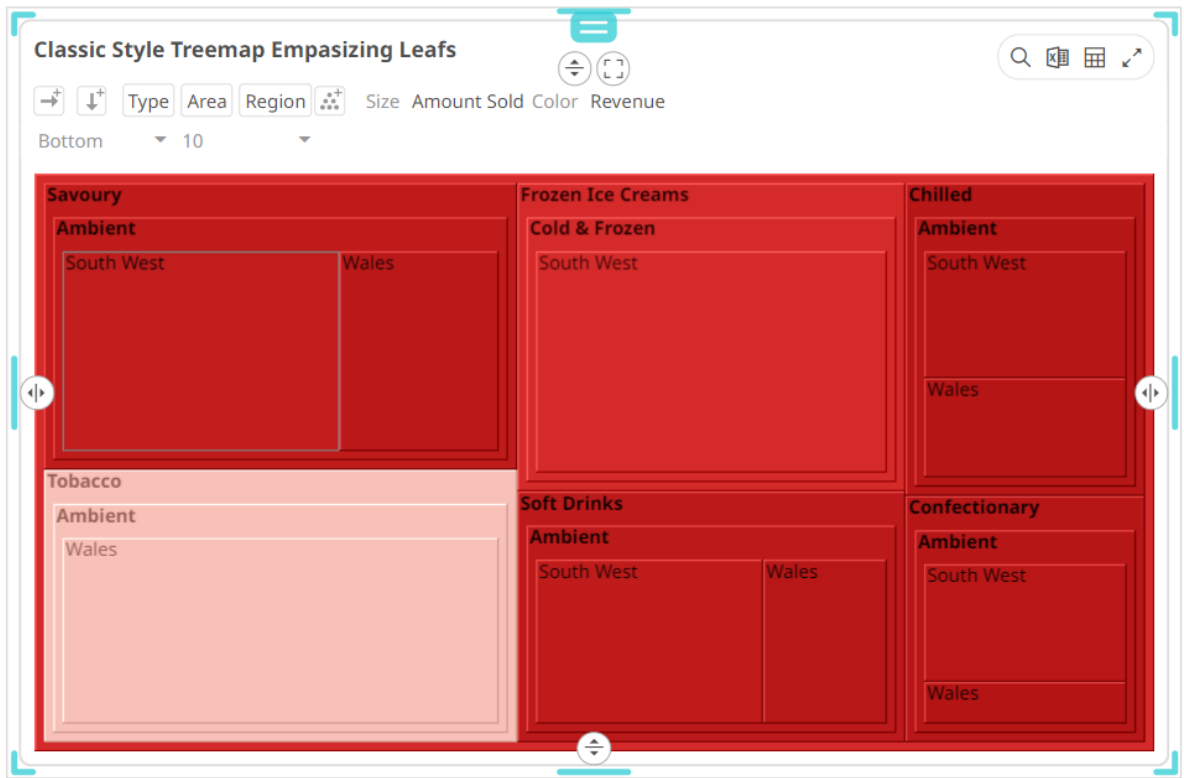 Classic Style Treemap Empasizing Leafs
Type Area Region Size Amount Sold Color Revenue
Bottom 10
Savoury
Ambient
South West Wales
Tobacco
Ambient
Wales
Frozen Ice Creams
Cold & Frozen
South West
Soft Drinks
Ambient
South West Wales
Chilled
Ambient
South West
Wales
Confectionary
Ambient
South West
Wales